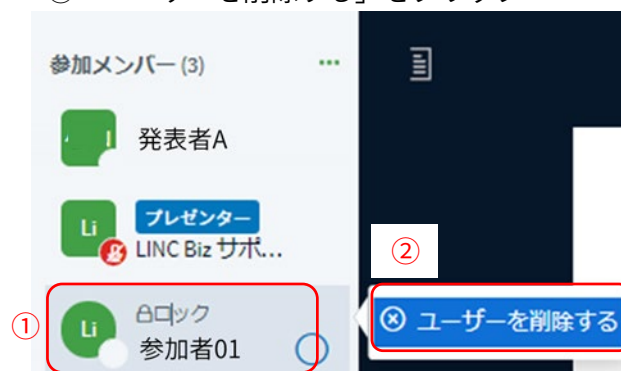 参加メンバー (3)
発表者A
Li
プレゼンター
LINC Biz サポ...
①
Li
ロック
参加者01
②
ユーザーを削除する